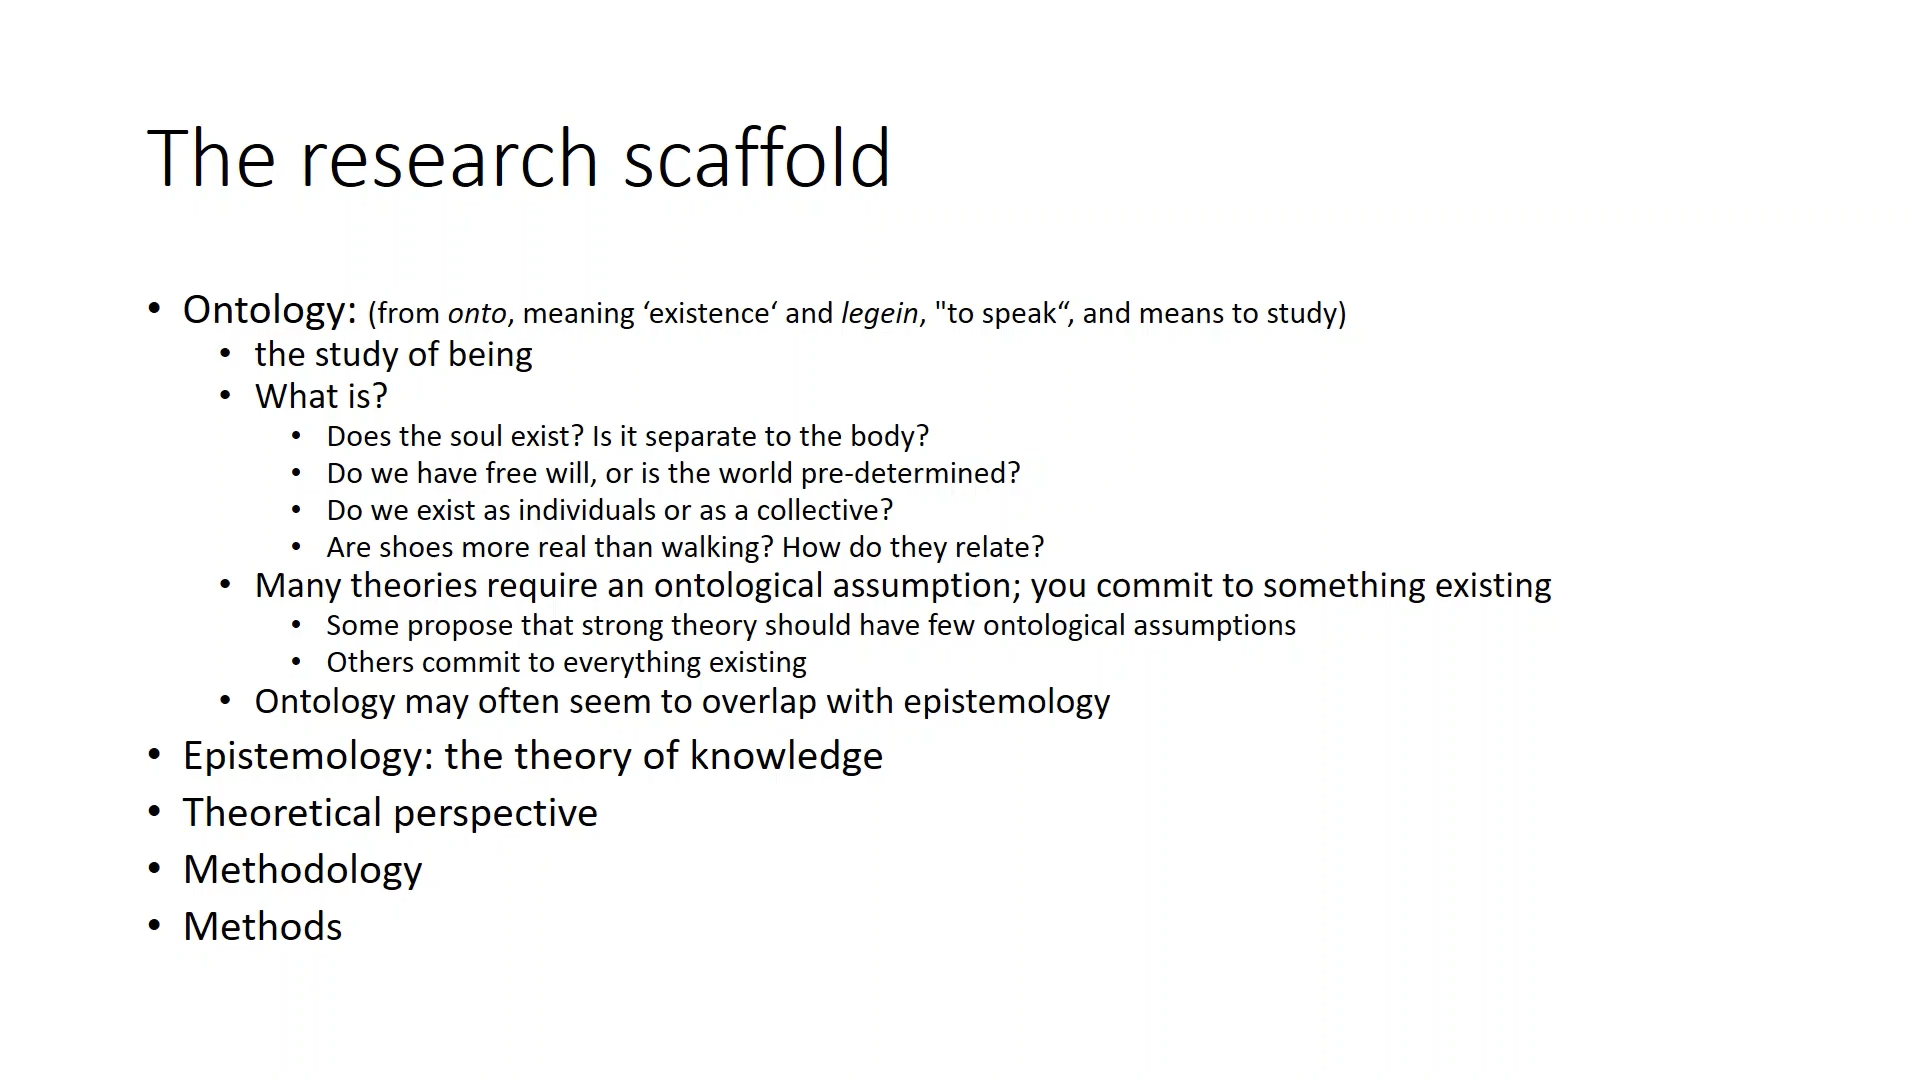 The research scaffold
• Ontology: (from onto, meaning ‘existence‘ and legein, "to speak“, and means to study)
• the study of being
• What is?
• Does the soul exist? Is it separate to the body?
• Do we have free will, or is the world pre-determined?
• Do we exist as individuals or as a collective?
• Are shoes more real than walking? How do they relate?
• Many theories require an ontological assumption; you commit to something existing
• Some propose that strong theory should have few ontological assumptions
• Others commit to everything existing
• Ontology may often seem to overlap with epistemology
• Epistemology: the theory of knowledge
• Theoretical perspective
• Methodology
• Methods